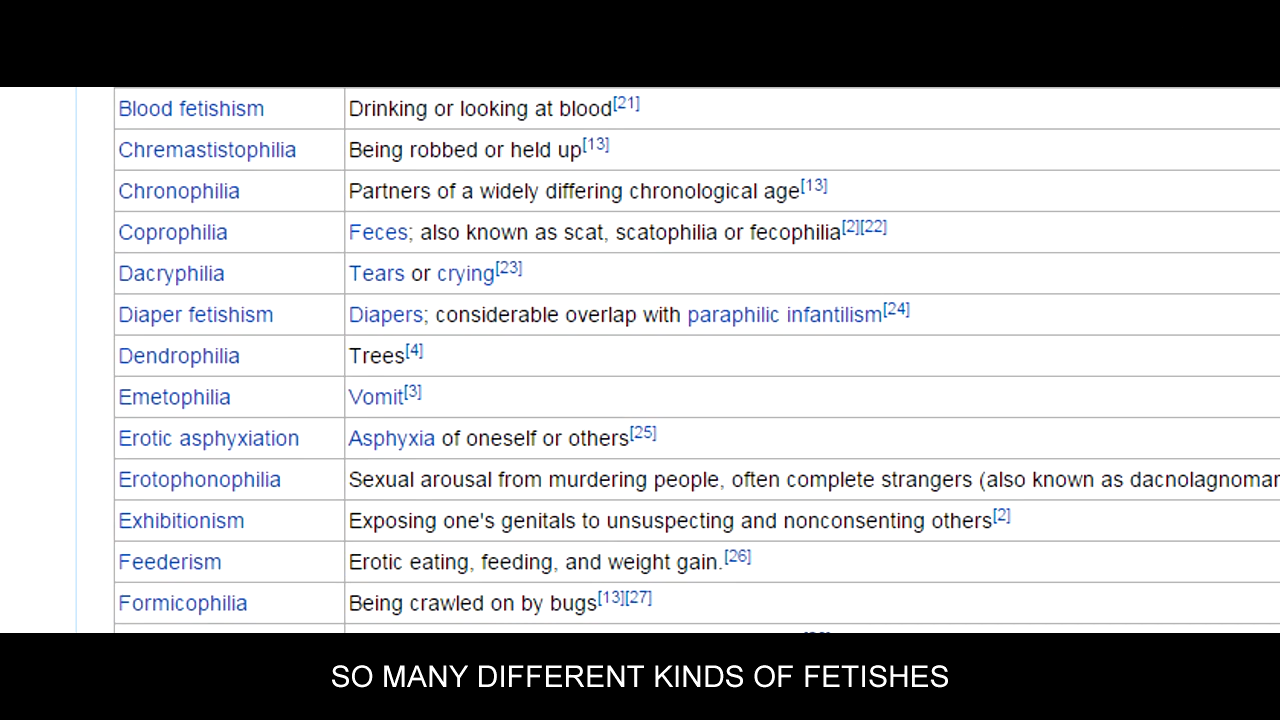 Blood fetishism Drinking or looking at blood[21]
Chremastistophilia Being robbed or held up[13]
Chronophilia Partners of a widely differing chronological age[13]
Coprophilia Feces; also known as scat, scatophilia or fecophilia[2][22]
Dacryphilia Tears or crying[23]
Diaper fetishism Diapers; considerable overlap with paraphilic infantilism[24]
Dendrophilia Trees[4]
Emetophilia Vomit[3]
Erotic asphyxiation Asphyxia of oneself or others[25]
Erotophonophilia Sexual arousal from murdering people, often complete strangers (also known as
Exhibitionism Exposing one's genitals to unsuspecting and nonconsenting others[2]
Feederism Erotic eating, feeding, and weight gain.[26]
Formicophilia Being crawled on by bugs[13][27]
SO MANY DIFFERENT KINDS OF FETISHES